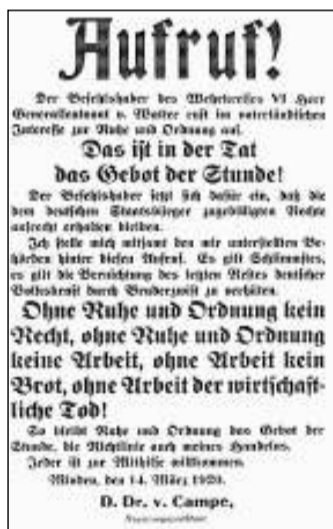 Aufruf!
Der Befehlshaber des Wehrkreises VI Herr
Generalleutnant v. Watter ruft im vaterländischen
Interesse zur Ruhe und Ordnung auf.
Das ist in der Tat
das Gebot der Stunde!
Der Befehlshaber setzt sich dafür ein, daß die
dem deutschen Staatsbürger zugebilligten Rechte
aufrecht erhalten bleiben.
Ich stelle mich mitsamt den mir unterstellten Be-
hörden hinter diesen Aufruf. Es gilt Schlimmstes,
es gilt die Vernichtung des letzten Restes deutscher
Volkskraft durch Bruderzwist zu verhüten.
Ohne Ruhe und Ordnung kein
Recht, ohne Ruhe und Ordnung
keine Arbeit, ohne Arbeit kein
Brot, ohne Arbeit der wirtschaft-
liche Tod!
So bleibt Ruhe und Ordnung das Gebot der
Stunde, die Richtlinie auch meines Handelns.
Jeder ist zur Mithilfe willkommen.
Minden, den 14. März 1920.
D. Dr. v. Campe,